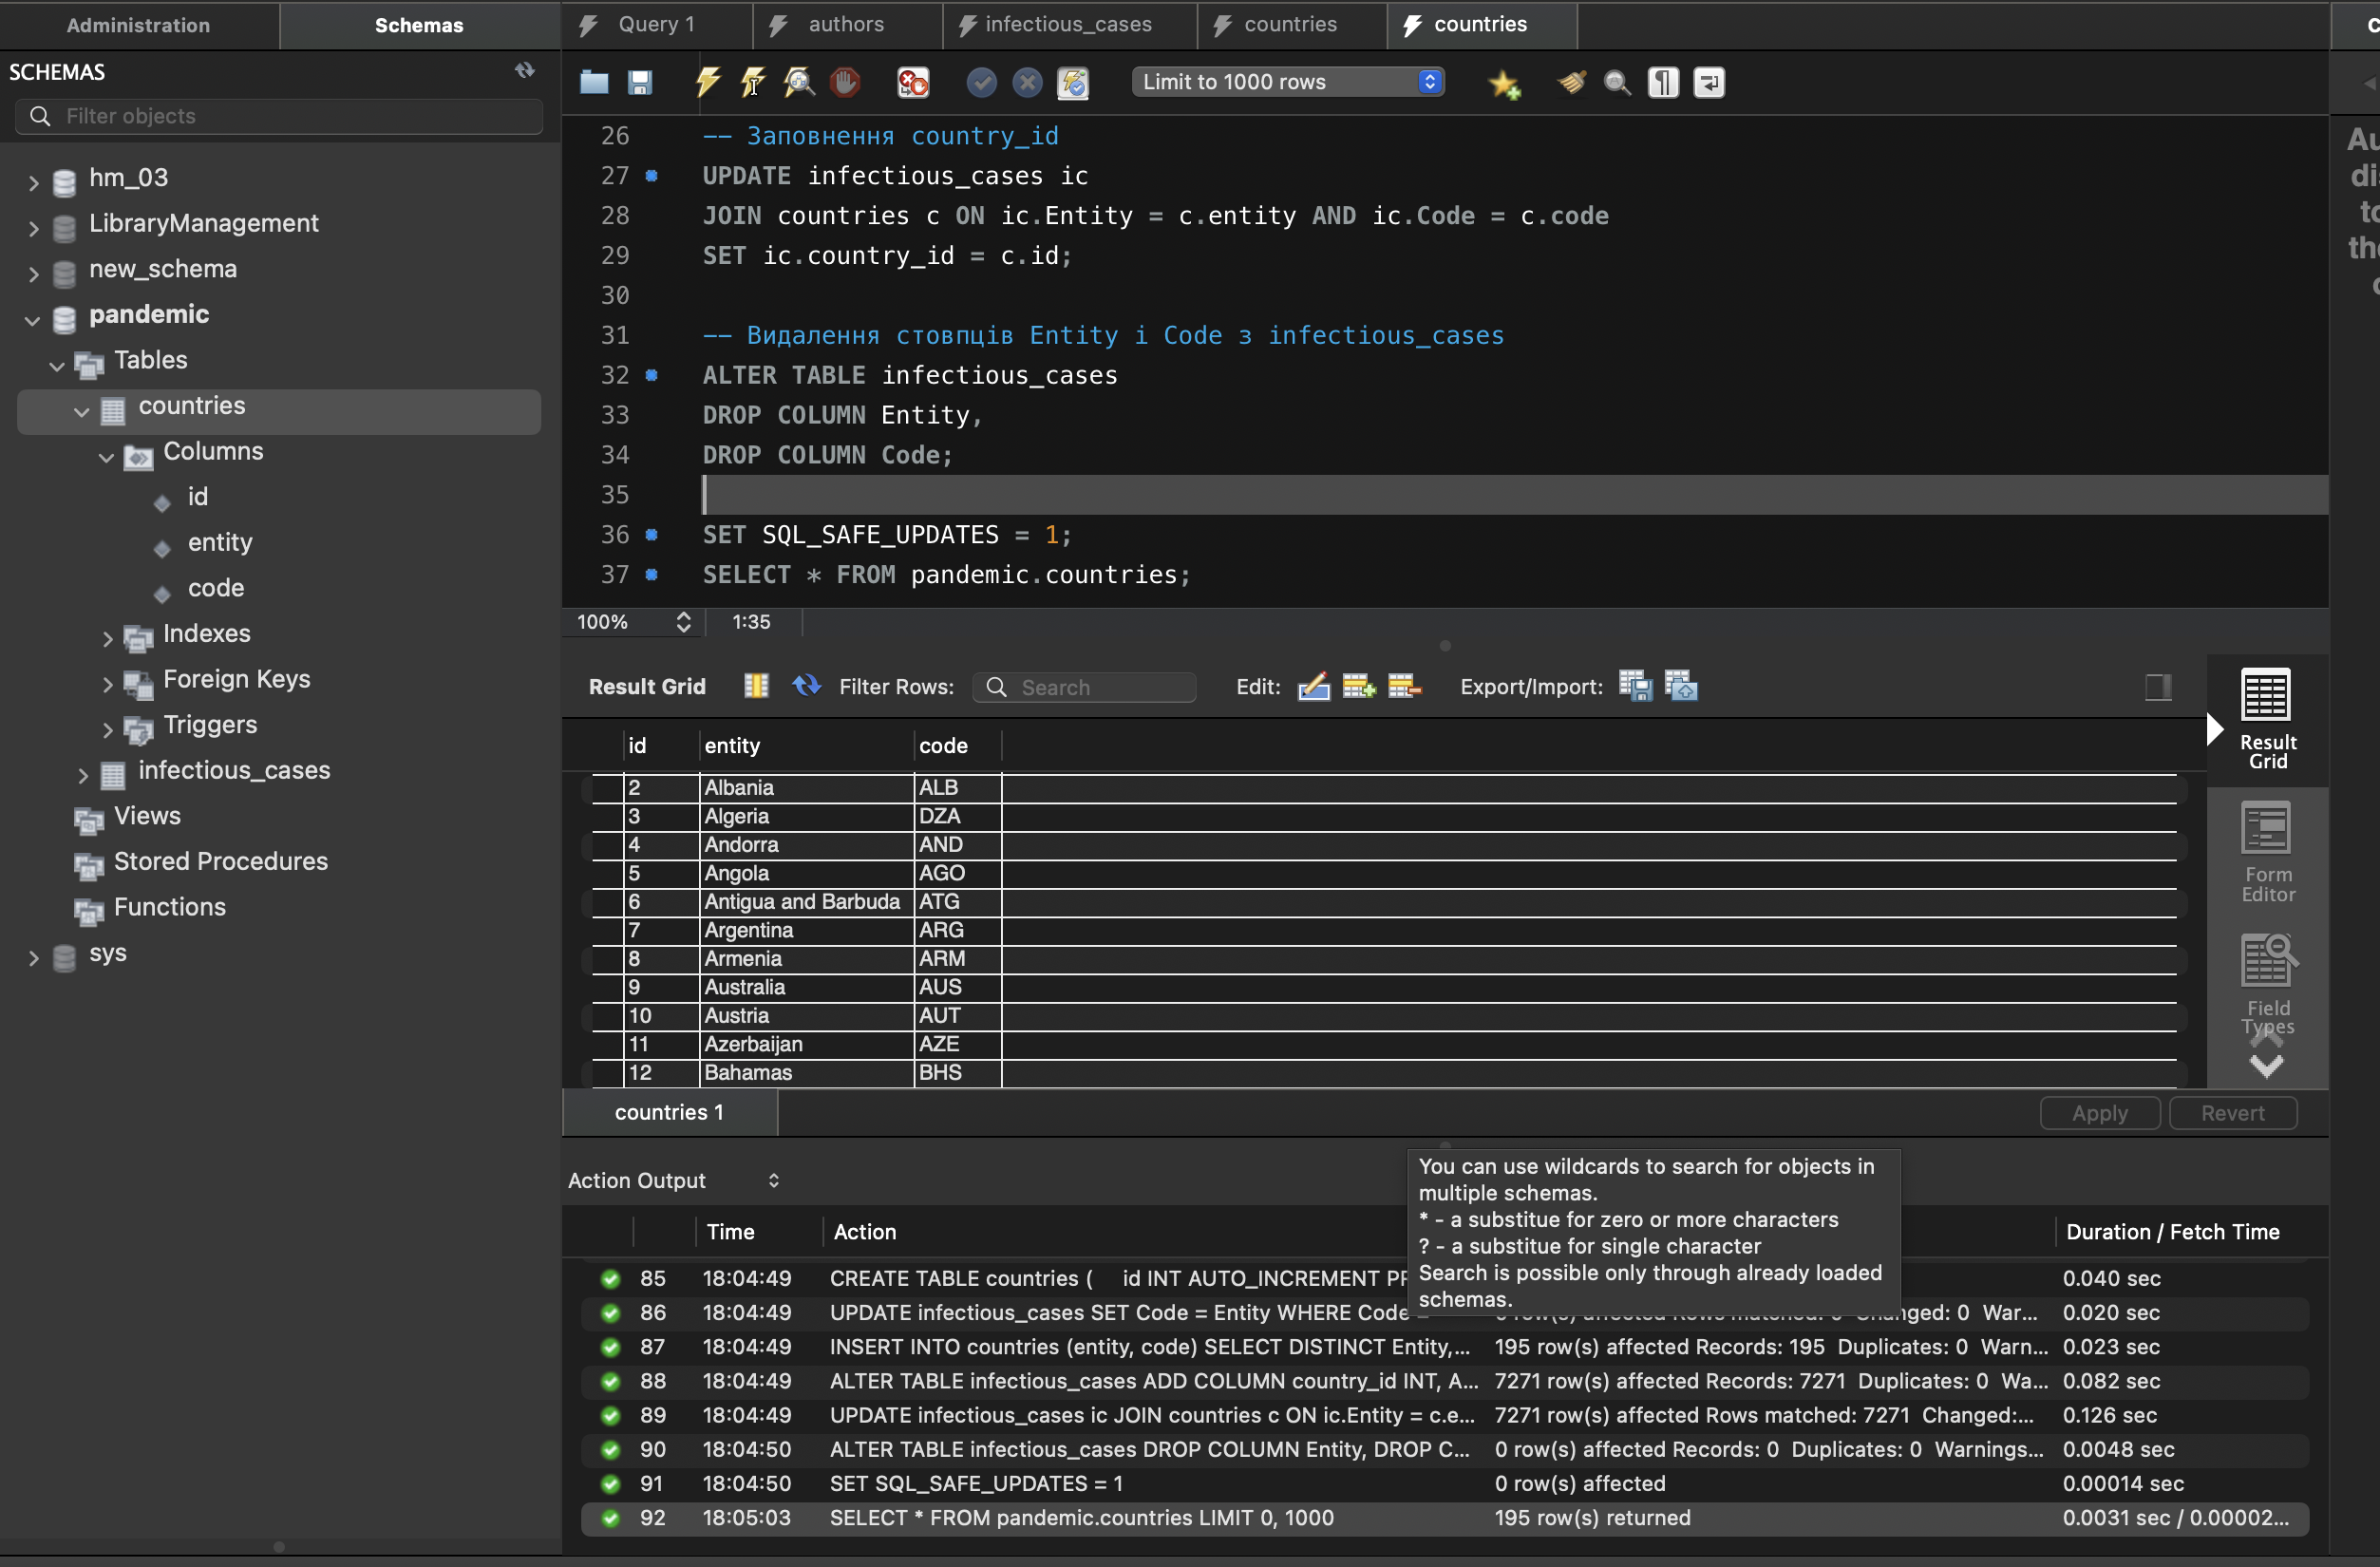 Administration
Schemas
SCHEMAS
Filter objects
hm_03
LibraryManagement
new_schema
pandemic
Tables
countries
Columns
id
entity
code
Indexes
Foreign Keys
Triggers
infectious_cases
Views
Stored Procedures
Functions
sys
Query 1
authors
infectious_cases
countries
countries
Limit to 1000 rows
26 -- Заповнення country_id
27 UPDATE infectious_cases ic
28 JOIN countries c ON ic.Entity = c.entity AND ic.Code = c.code
29 SET ic.country_id = c.id;
30
31 -- Видалення стовпців Entity і Code з infectious_cases
32 ALTER TABLE infectious_cases
33 DROP COLUMN Entity,
34 DROP COLUMN Code;
35
36 SET SQL_SAFE_UPDATES = 1;
37 SELECT * FROM pandemic.countries;
100% 1:35
Result Grid Filter Rows: Search Edit: Export/Import:
id entity code
2 Albania ALB
3 Algeria DZA
4 Andorra AND
5 Angola AGO
6 Antigua and Barbuda ATG
7 Argentina ARG
8 Armenia ARM
9 Australia AUS
10 Austria AUT
11 Azerbaijan AZE
12 Bahamas BHS
Result
Grid
Form
Editor
Field
Types
countries 1
Apply Revert
Action Output
You can use wildcards to search for objects in
multiple schemas.
* - a substitue for zero or more characters
? - a substitue for single character
Search is possible only through already loaded
schemas.
Time Action Duration / Fetch Time
85 18:04:49 CREATE TABLE countries ( id INT AUTO_INCREMENT 0.040 sec
86 18:04:49 UPDATE infectious_cases SET Code = Entity WHERE Code 0 War... 0.020 sec
87 18:04:49 INSERT INTO countries (entity, code) SELECT DISTINCT Entity,... 195 row(s) affected Records: 195 Duplicates: 0 Warn... 0.023 sec
88 18:04:49 ALTER TABLE infectious_cases ADD COLUMN country_id INT, A... 7271 row(s) affected Records: 7271 Duplicates: 0 Wa... 0.082 sec
89 18:04:49 UPDATE infectious_cases ic JOIN countries c ON ic.Entity = c.e... 7271 row(s) affected Rows matched: 7271 Changed:... 0.126 sec
90 18:04:50 ALTER TABLE infectious_cases DROP COLUMN Entity, DROP C... 0 row(s) affected Records: 0 Duplicates: 0 Warnings... 0.0048 sec
91 18:04:50 SET SQL_SAFE_UPDATES = 1 0 row(s) affected 0.00014 sec
92 18:05:03 SELECT * FROM pandemic.countries LIMIT 0, 1000 195 row(s) returned 0.0031 sec / 0.00002...